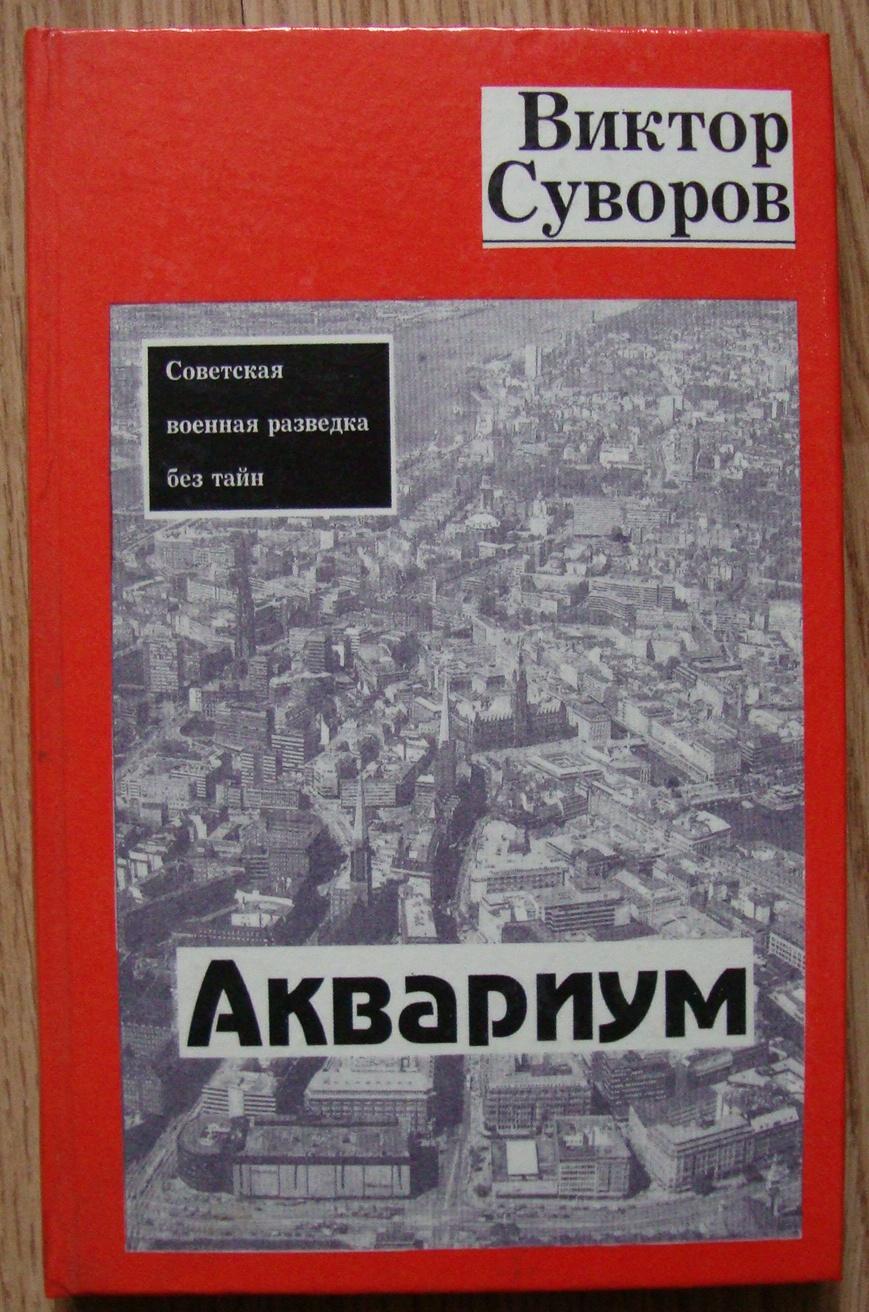 Виктор
Суворов
Советская
военная разведка
без тайн
Аквариум